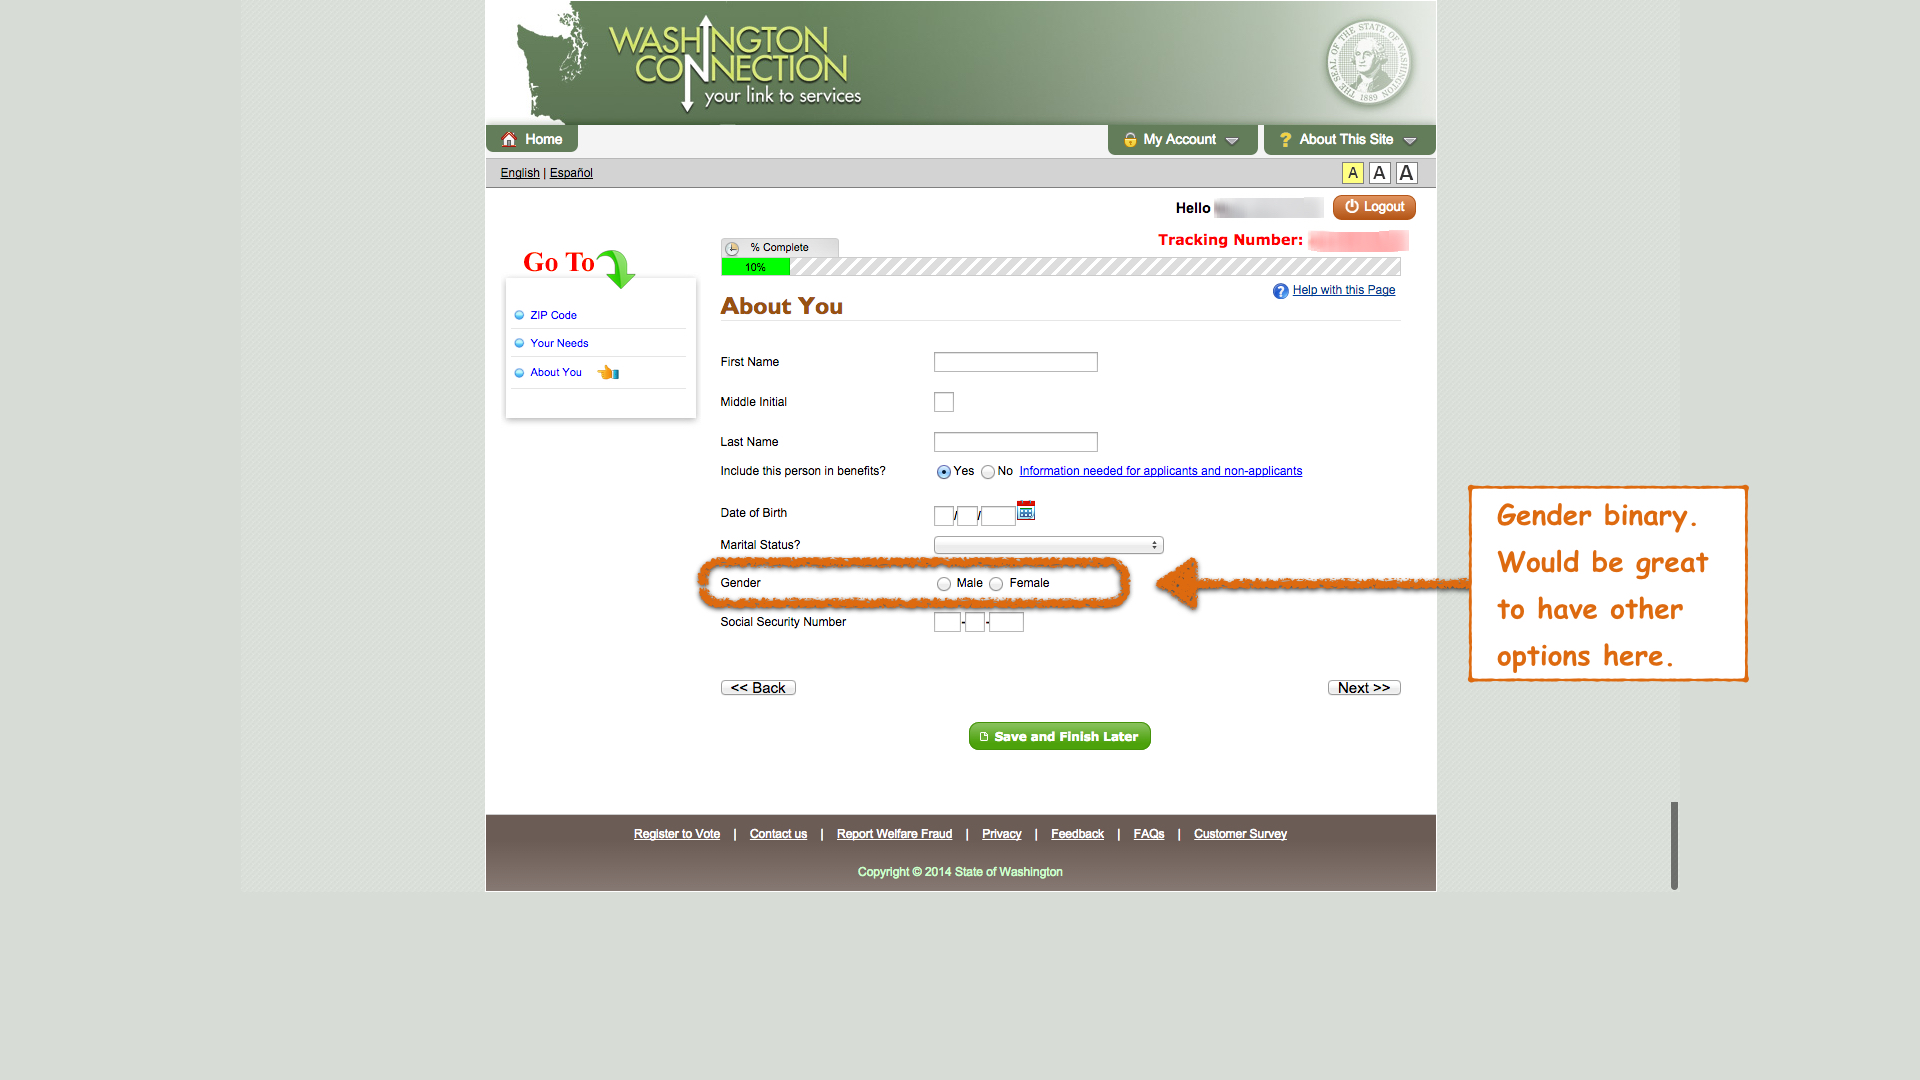 WASHINGTON
CONNECTION
your link to services
THE SEAL OF THE STATE OF WASHINGTON
1889
Home
My Account
About This Site
English | Español
A A A
Hello
Logout
Tracking Number:
Go To
% Complete
10%
Help with this Page
About You
ZIP Code
Your Needs
About You
First Name
Middle Initial
Last Name
Include this person in benefits? Yes No Information needed for applicants and non-applicants
Date of Birth / /
Marital Status?
Gender Male Female
Social Security Number - -
Gender binary.
Would be great
to have other
options here.
<< Back
Next >>
Save and Finish Later
Register to Vote | Contact us | Report Welfare Fraud | Privacy | Feedback | FAQs | Customer Survey
Copyright © 2014 State of Washington